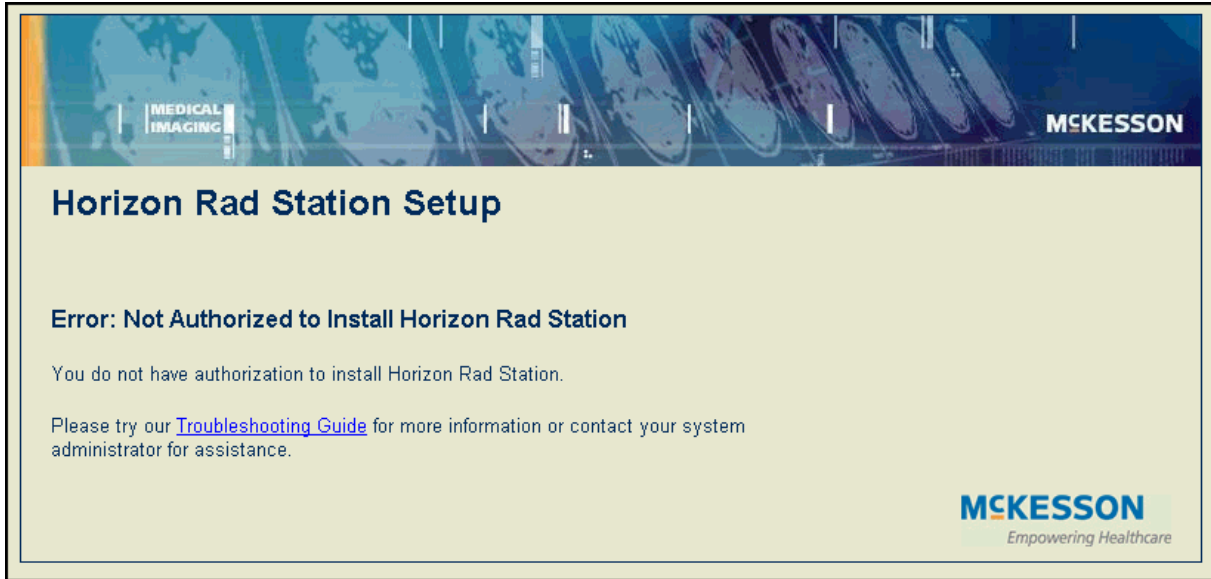 MEDICAL
IMAGING
MCKESSON
Horizon Rad Station Setup
Error: Not Authorized to Install Horizon Rad Station
You do not have authorization to install Horizon Rad Station.
Please try our Troubleshooting Guide for more information or contact your system
administrator for assistance.
MCKESSON
Empowering Healthcare